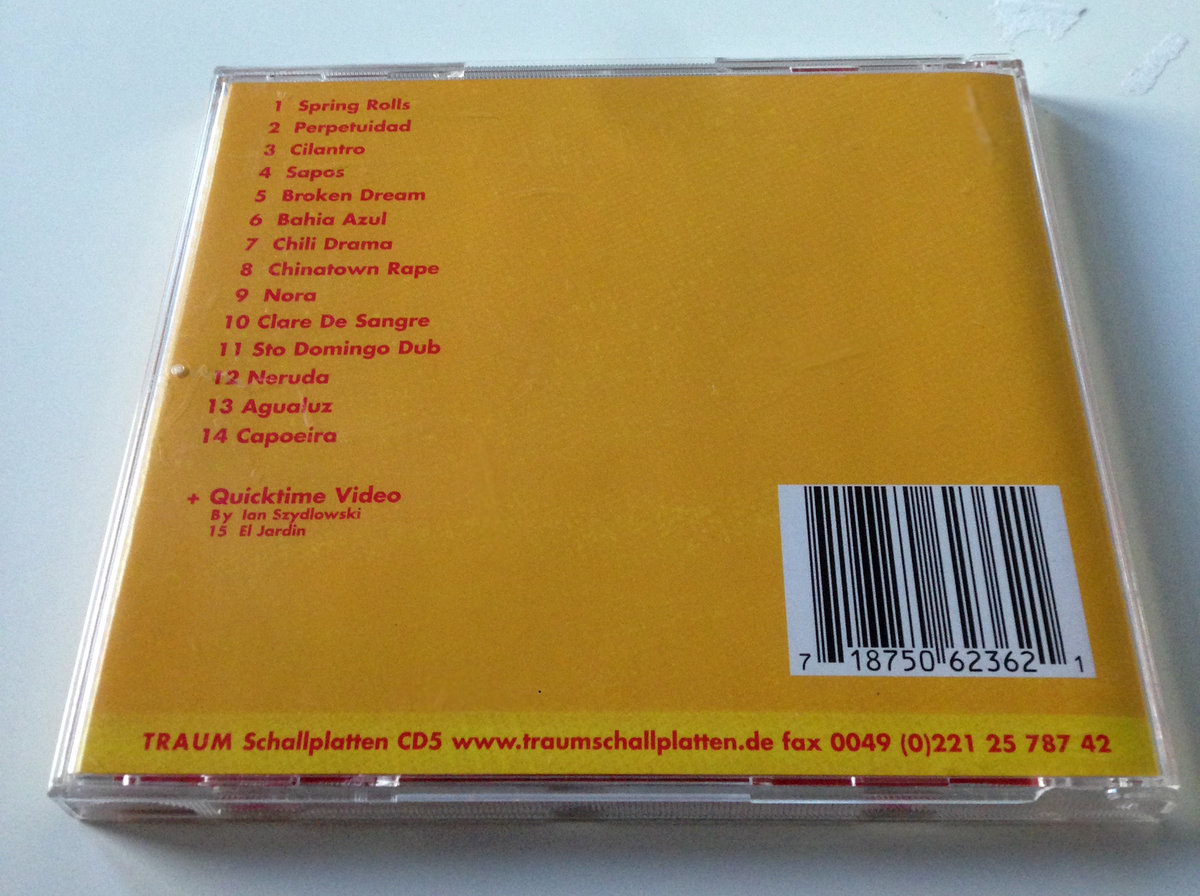 1 Spring Rolls
2 Perpetuidad
3 Cilantro
4 Sapos
5 Broken Dream
6 Bahia Azul
7 Chili Drama
8 Chinatown Rape
9 Nora
10 Clare De Sangre
11 Sto Domingo Dub
12 Neruda
13 Agualuz
14 Capoeira
+ Quicktime Video
By Ian Szydlowski
15 El Jardin
7 18750 62362 1
TRAUM Schallplatten CD5 www.traumschallplatten.de fax 0049 (0)221 25 787 42